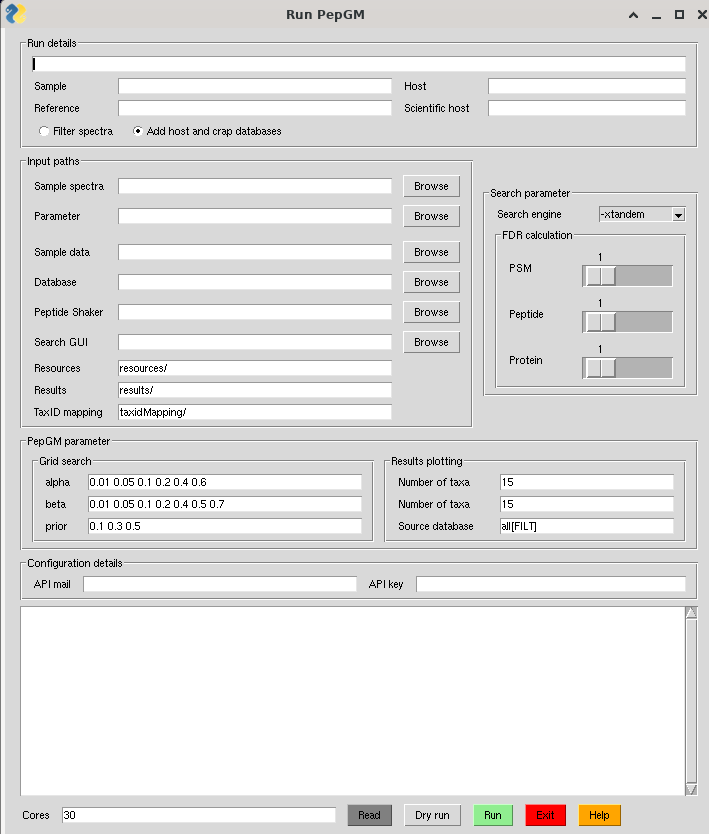 Run PepGM
Run details
Sample Host
Reference Scientific host
Filter spectra Add host and crap databases
Input paths
Sample spectra Browse
Parameter Browse
Sample data Browse
Database Browse
Peptide Shaker Browse
Search GUI Browse
Resources resources/
Results results/
TaxID mapping taxidMapping/
Search parameter
Search engine -xtandem
FDR calculation
1
PSM
1
Peptide
1
Protein
PepGM parameter
Grid search
alpha 0.01 0.05 0.1 0.2 0.4 0.6
beta 0.01 0.05 0.1 0.2 0.4 0.5 0.7
prior 0.1 0.3 0.5
Results plotting
Number of taxa 15
Number of taxa 15
Source database all[FILT]
Configuration details
API mail API key
Cores 30 Read Dry run Run Exit Help